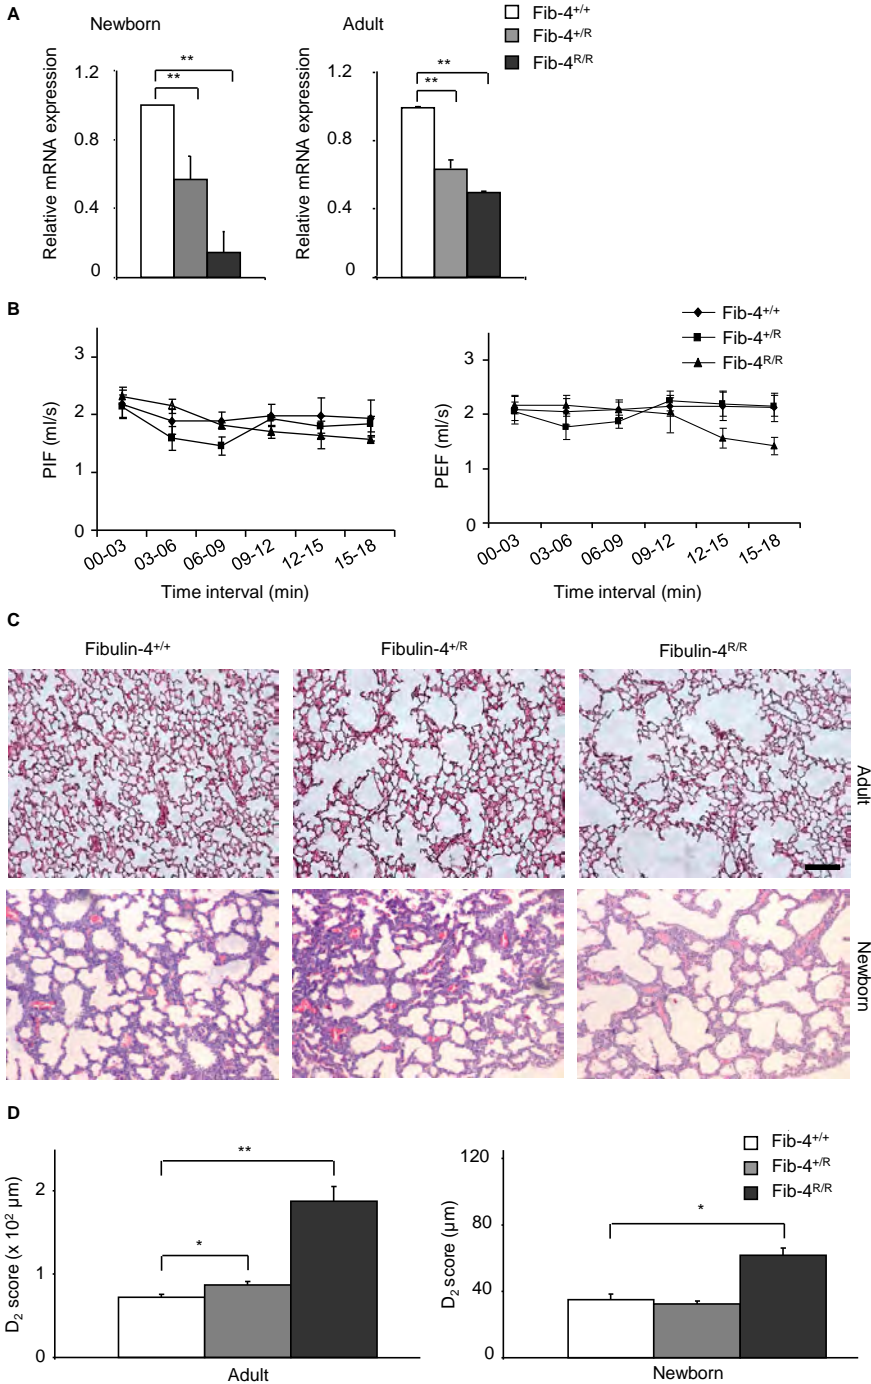 A
Newborn
Adult
Fib-4+/+
Fib-4+/R
Fib-4R/R
Relative mRNA expression
1.2
0.8
0.4
0
**
**
Relative mRNA expression
1.2
0.8
0.4
0
**
**
B
Fib-4+/+
Fib-4+/R
Fib-4R/R
PIF (ml/s)
3
2
1
0
00-03 03-06 06-09 09-12 12-15 15-18
Time interval (min)
PEF (ml/s)
3
2
1
0
00-03 03-06 06-09 09-12 12-15 15-18
Time interval (min)
C
Fibulin-4+/+
Fibulin-4+/R
Fibulin-4R/R
Adult
Newborn
D
D2 score (x 102 µm)
2
1
0
**
*
Adult
Fib-4+/+
Fib-4+/R
Fib-4R/R
D2 score (µm)
120
80
40
0
*
Newborn